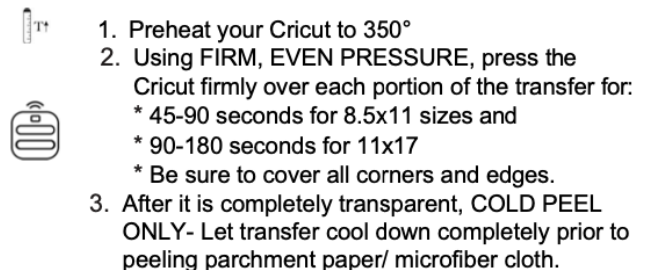 T↑
1. Preheat your Cricut to 350°
2. Using FIRM, EVEN PRESSURE, press the
Cricut firmly over each portion of the transfer for:
* 45-90 seconds for 8.5x11 sizes and
* 90-180 seconds for 11x17
* Be sure to cover all corners and edges.
3. After it is completely transparent, COLD PEEL
ONLY- Let transfer cool down completely prior to
peeling parchment paper/ microfiber cloth.